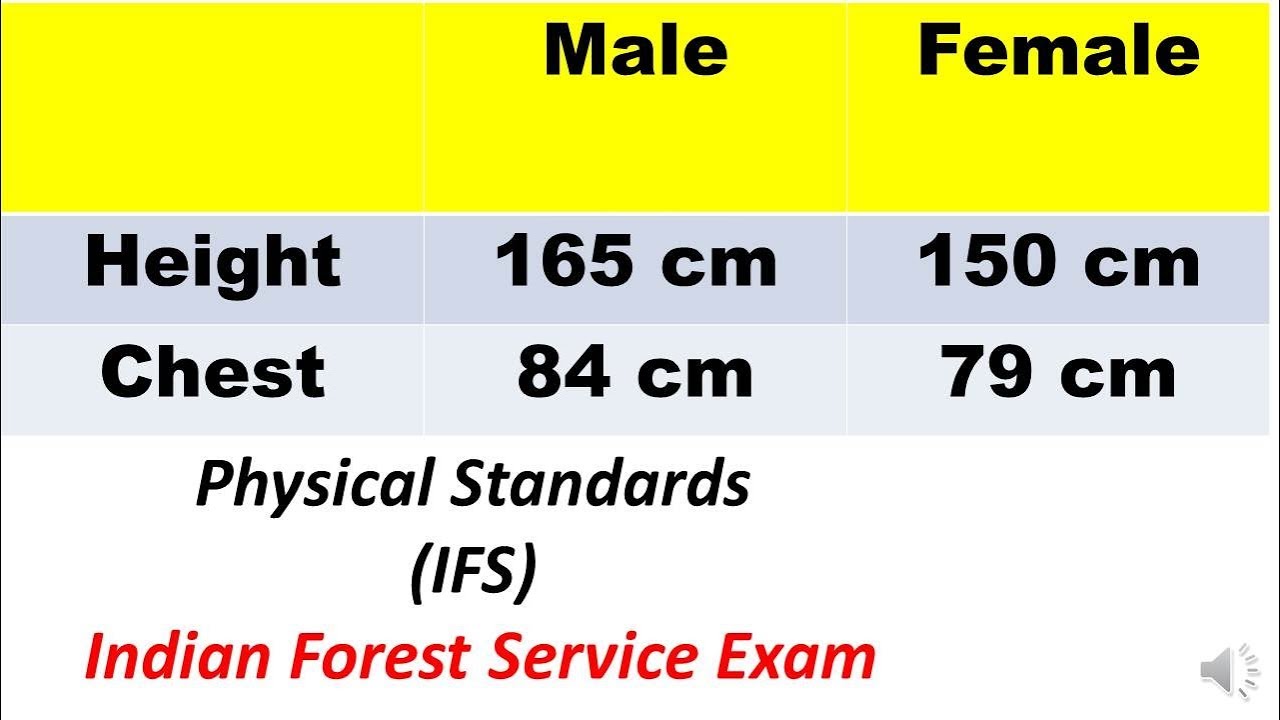 Male Female
Height 165 cm 150 cm
Chest 84 cm 79 cm
Physical Standards
(IFS)
Indian Forest Service Exam